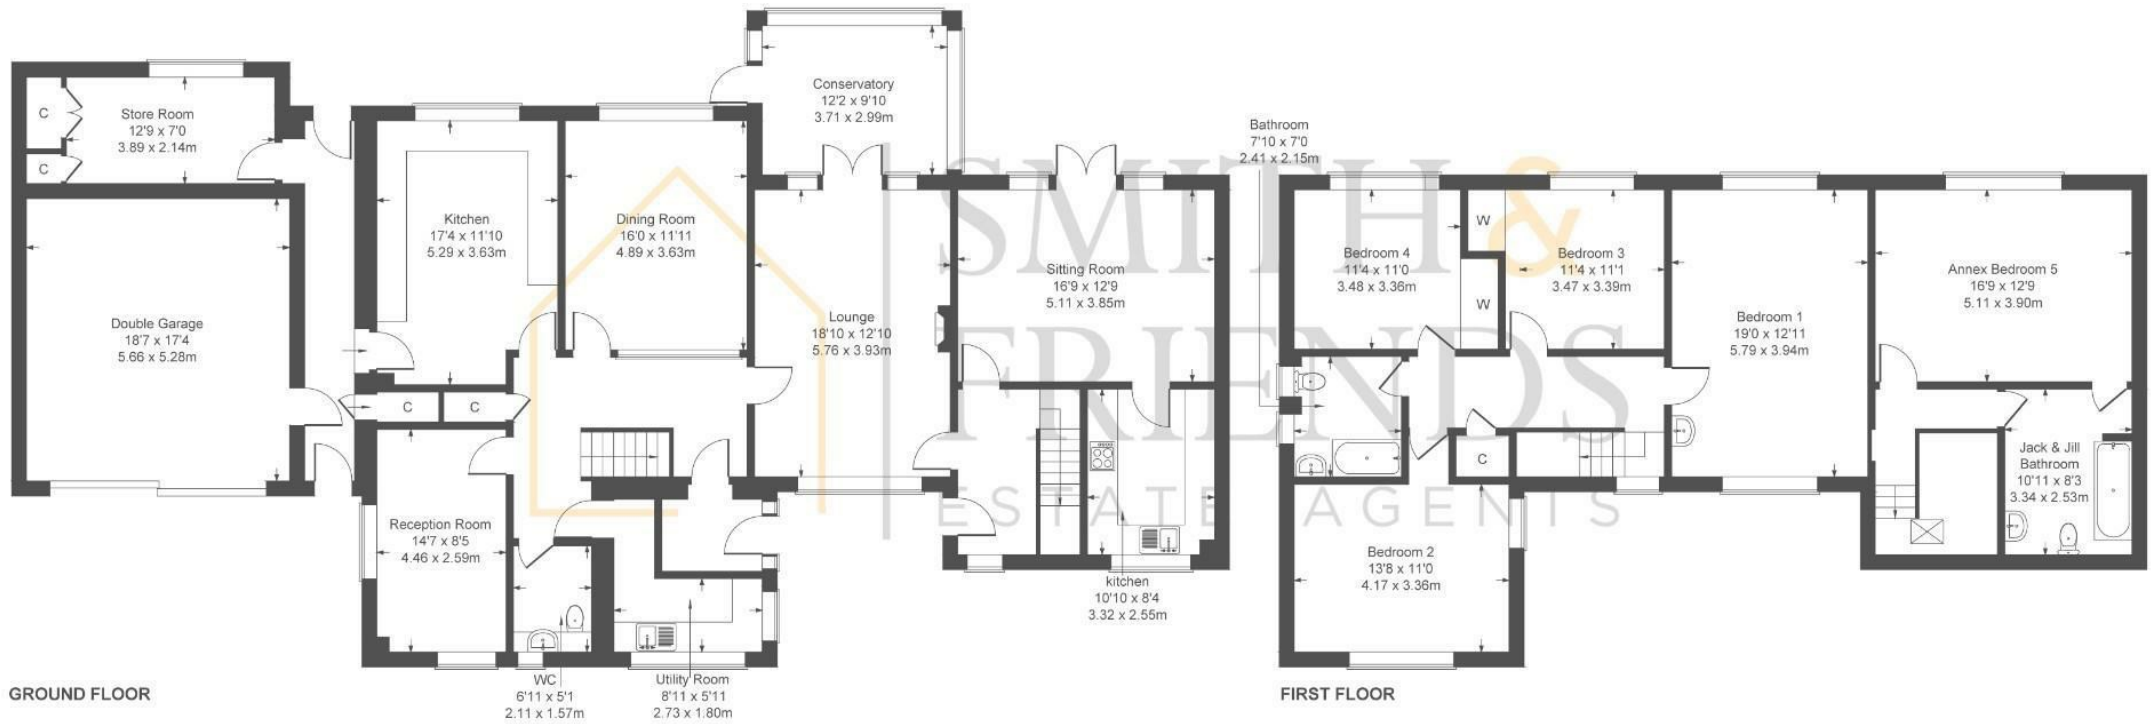 Conservatory
12'2 x 9'10
3.71 x 2.99m
C
Store Room
12'9 x 7'0
3.89 x 2.14m
C
Kitchen
17'4 x 11'10
5.29 x 3.63m
Dining Room
16'0 x 11'11
4.89 x 3.63m
Double Garage
18'7 x 17'4
5.66 x 5.28m
Lounge
18'10 x 12'10
5.76 x 3.93m
Sitting Room
16'9 x 12'9
5.11 x 3.85m
C
C
Reception Room
14'7 x 8'5
4.46 x 2.59m
kitchen
10'10 x 8'4
3.32 x 2.55m
WC
6'11 x 5'1
2.11 x 1.57m
Utility Room
8'11 x 5'11
2.73 x 1.80m
GROUND FLOOR
SMITH &
FRIENDS
ESTATE AGENTS
Bathroom
7'10 x 7'0
2.41 x 2.15m
Bedroom 4
11'4 x 11'0
3.48 x 3.36m
W
W
Bedroom 3
11'4 x 11'1
3.47 x 3.39m
Bedroom 1
19'0 x 12'11
5.79 x 3.94m
Annex Bedroom 5
16'9 x 12'9
5.11 x 3.90m
C
Jack & Jill
Bathroom
10'11 x 8'3
3.34 x 2.53m
Bedroom 2
13'8 x 11'0
4.17 x 3.36m
FIRST FLOOR